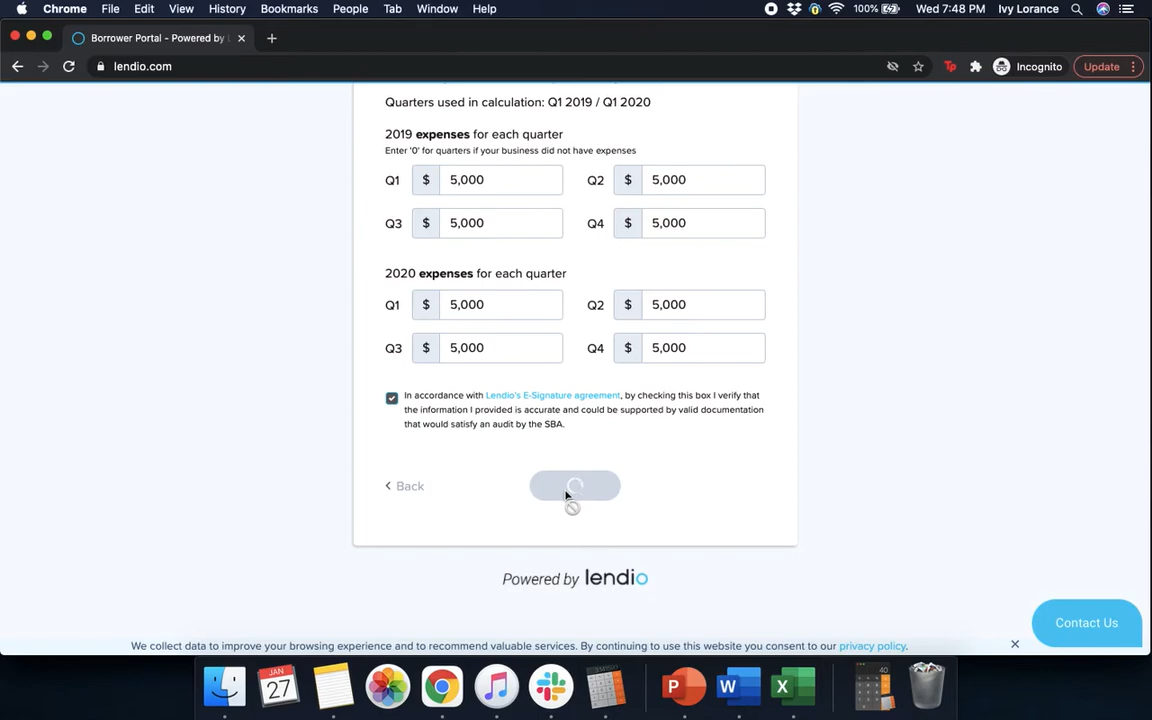 Chrome File Edit View History Bookmarks People Tab Window Help 100% Wed 7:48 PM Ivy Lorance
Borrower Portal - Powered by
lendio.com Incognito Update
Quarters used in calculation: Q1 2019 / Q1 2020
2019 expenses for each quarter
Enter '0' for quarters if your business did not have expenses
Q1 $ 5,000 Q2 $ 5,000
Q3 $ 5,000 Q4 $ 5,000
2020 expenses for each quarter
Q1 $ 5,000 Q2 $ 5,000
Q3 $ 5,000 Q4 $ 5,000
In accordance with Lendio's E-Signature agreement, by checking this box I verify that
the information I provided is accurate and could be supported by valid documentation
that would satisfy an audit by the SBA.
< Back
Powered by lendio
Contact Us
We collect data to improve your browsing experience and to recommend valuable services. By continuing to use this website you consent to our privacy policy.
JAN
27
P W X
40